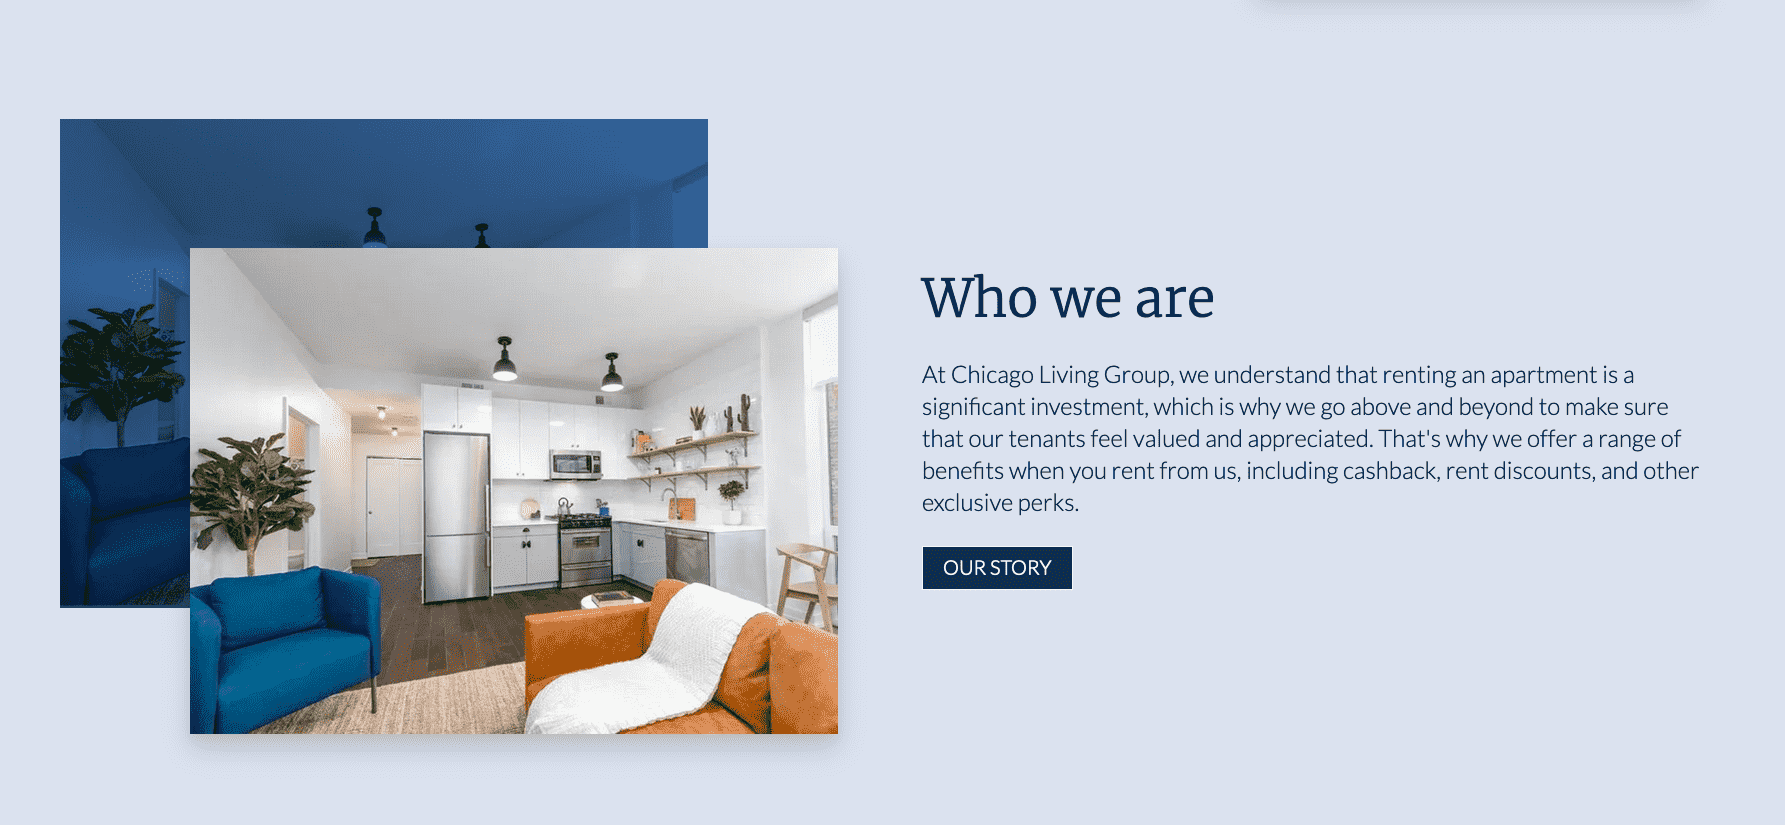 Who we are
At Chicago Living Group, we understand that renting an apartment is a
significant investment, which is why we go above and beyond to make sure
that our tenants feel valued and appreciated. That's why we offer a range of
benefits when you rent from us, including cashback, rent discounts, and other
exclusive perks.
OUR STORY